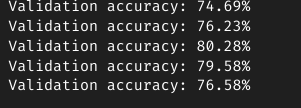 Validation accuracy: 74.69%
Validation accuracy: 76.23%
Validation accuracy: 80.28%
Validation accuracy: 79.58%
Validation accuracy: 76.58%